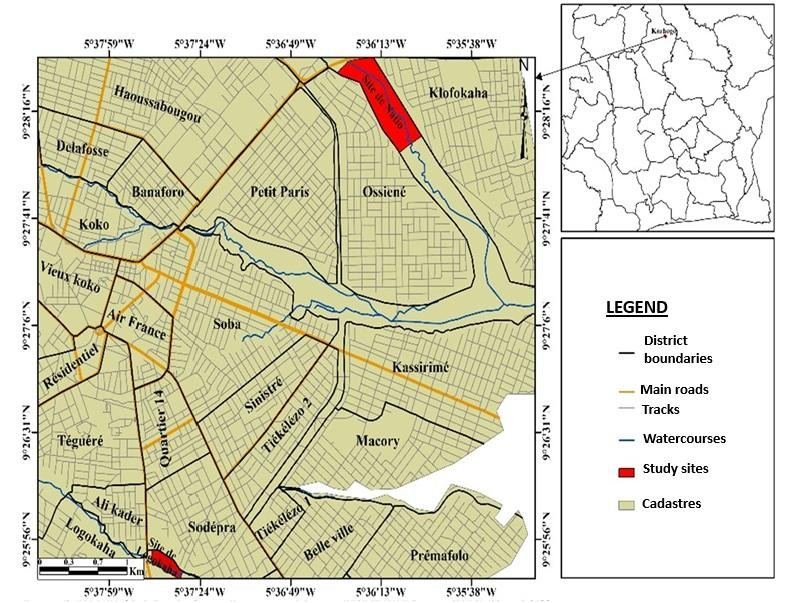 5°37'59"W 5°37'24"W 5°36'49"W 5°36'13"W 5°35'38"W
N
Korhogo
9°28'16"N
9°28'16"N
Haoussabougou
Site de Natio
Klofokaha
Delafosse
Banaforo
Petit Paris
Ossiené
Koko
9°27'41"N
9°27'41"N
Vieux koko
Air France
Soba
9°27'6"N
9°27'6"N
Résidentiel
Kassirimé
Sinistré
Quartier 14
Tiékélézo 2
Téguéré
Macory
9°26'31"N
9°26'31"N
Ali kader
Logokaha
Sodépra
Tiékélézo 1
Belle ville
Prémafolo
9°25'56"N
9°25'56"N
Site de
Logokaha
0 0,3 0,7 1
Km
5°37'59"W 5°37'24"W 5°36'49"W 5°36'13"W 5°35'38"W
LEGEND
District
boundaries
Main roads
Tracks
Watercourses
Study sites
Cadastres